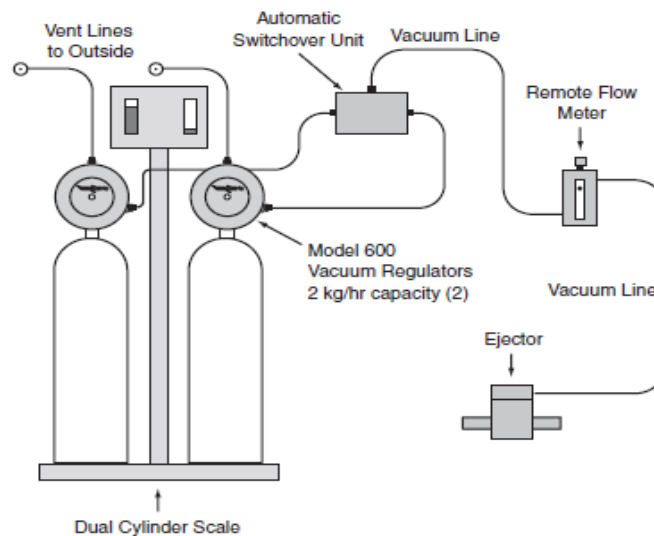 Vent Lines
to Outside
Automatic
Switchover Unit
Vacuum Line
Remote Flow
Meter
Model 600
Vacuum Regulators
2 kg/hr capacity (2)
Vacuum Line
Ejector
Dual Cylinder Scale